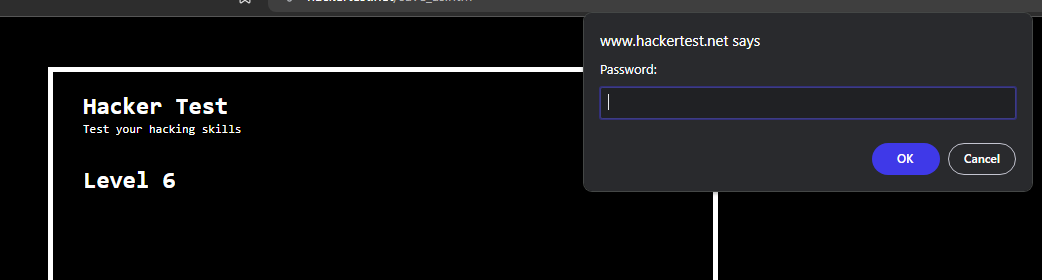 www.hackertest.net says
Password:
OK
Cancel
Hacker Test
Test your hacking skills
Level 6